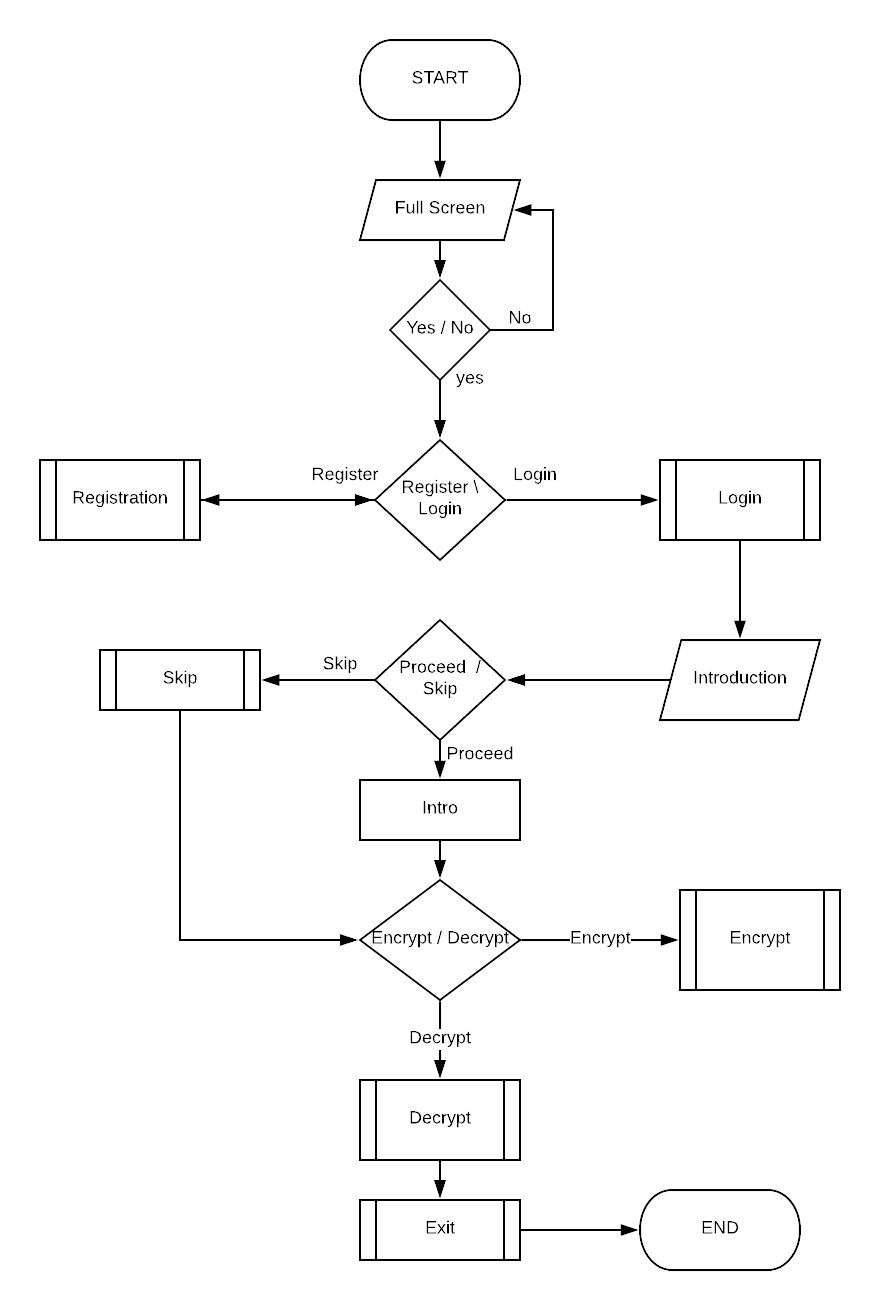 START
Full Screen
Yes / No
No
yes
Register
Login
Registration
Register \
Login
Login
Skip
Proceed /
Skip
Skip
Introduction
Proceed
Intro
Encrypt / Decrypt
Encrypt
Encrypt
Decrypt
Decrypt
Exit
END